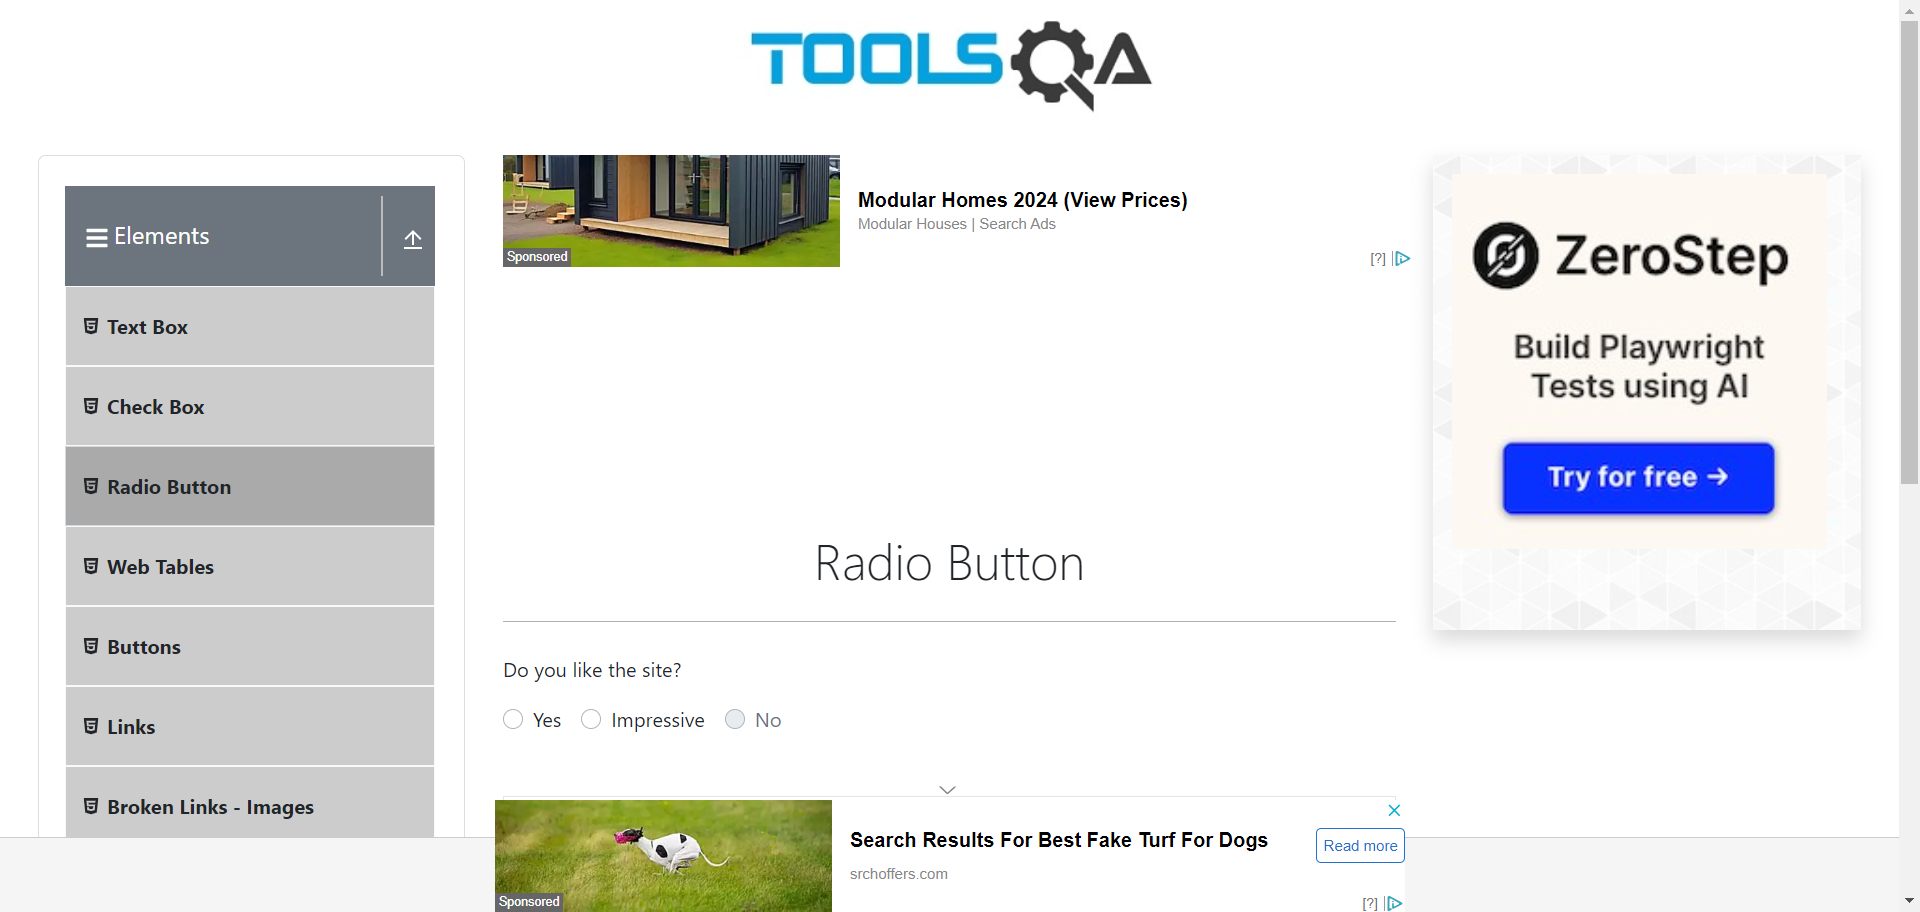 TOOLSQA
Elements
Text Box
Check Box
Radio Button
Web Tables
Buttons
Links
Broken Links - Images
Sponsored
Modular Homes 2024 (View Prices)
Modular Houses | Search Ads
[?]
Radio Button
Do you like the site?
Yes Impressive No
Sponsored
Search Results For Best Fake Turf For Dogs
srchoffers.com
Read more
[?]
ZeroStep
Build Playwright
Tests using AI
Try for free →